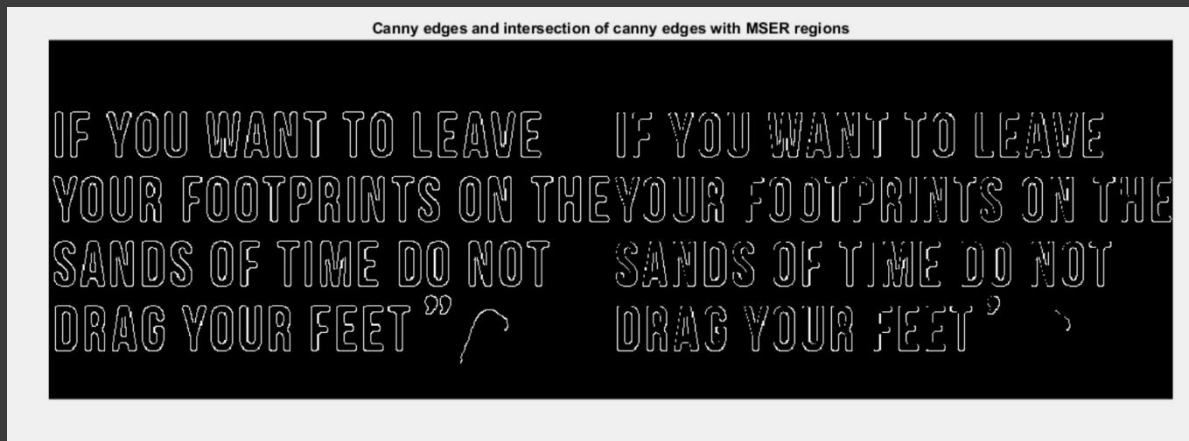 Canny edges and intersection of canny edges with MSER regions
IF YOU WANT TO LEAVE
YOUR FOOTPRINTS ON THE
SANDS OF TIME DO NOT
DRAG YOUR FEET ”
IF YOU WANT TO LEAVE
YOUR FOOTPRINTS ON THE
SANDS OF TIME DO NOT
DRAG YOUR FEET ’